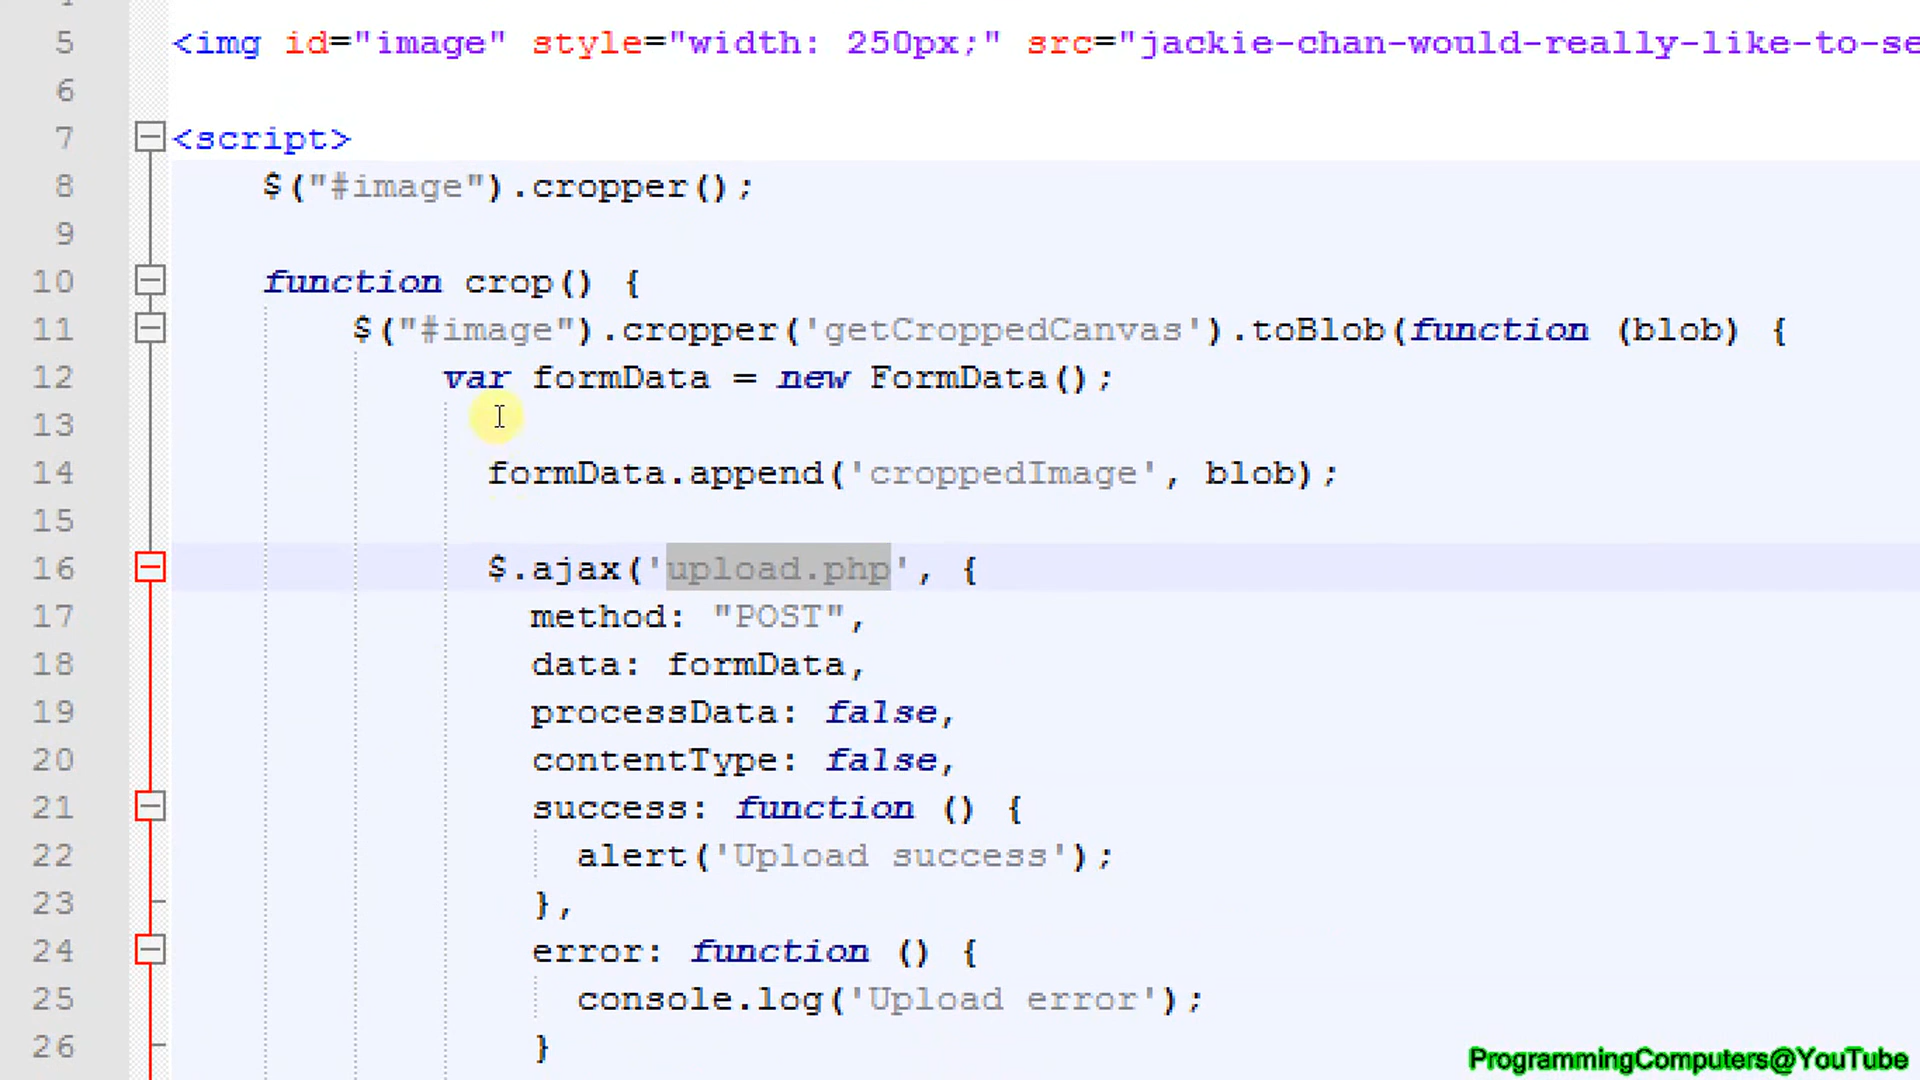 5 <img id="image" style="width: 250px;" src="jackie-chan-would-really-like-to-se
6
7 <script>
8 $("#image").cropper();
9
10 function crop() {
11 $("#image").cropper('getCroppedCanvas').toBlob(function (blob) {
12 var formData = new FormData();
13
14 formData.append('croppedImage', blob);
15
16 $.ajax('upload.php', {
17 method: "POST",
18 data: formData,
19 processData: false,
20 contentType: false,
21 success: function () {
22 alert('Upload success');
23 },
24 error: function () {
25 console.log('Upload error');
26 }
ProgrammingComputers@YouTube